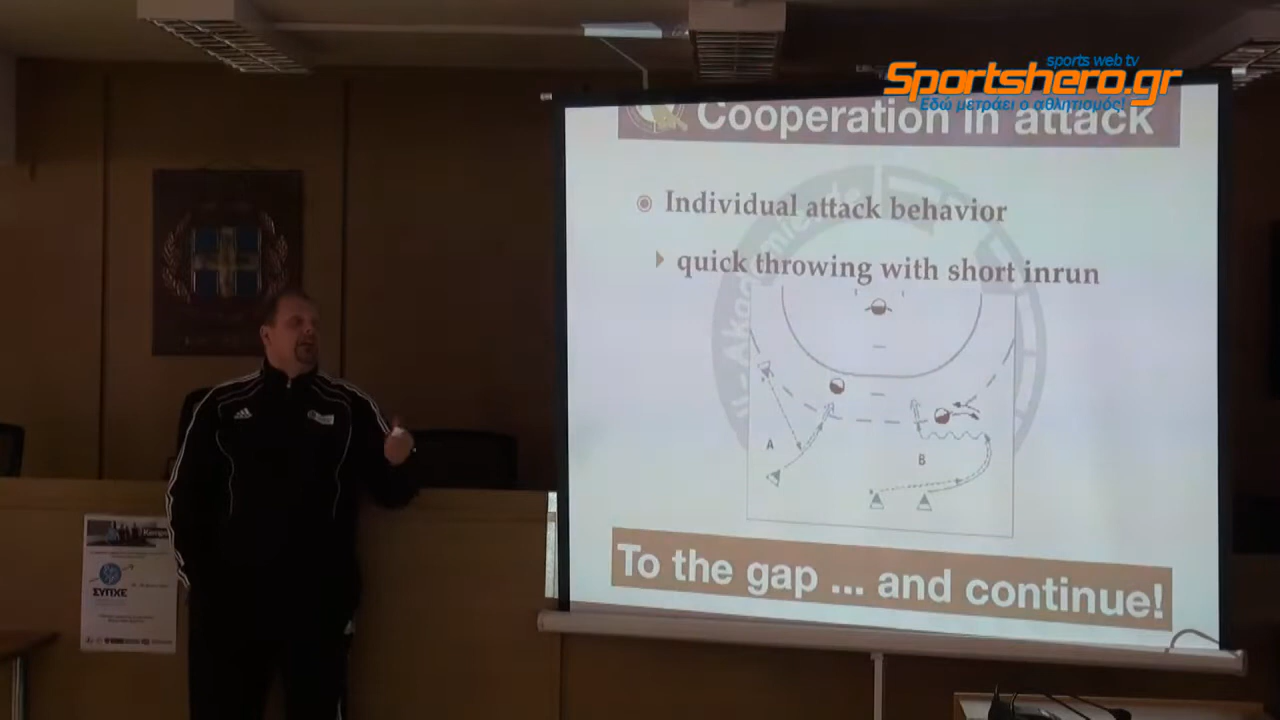 sports web tv
Sportshero.gr
Εδώ μετράει ο αθλητισμός!
Cooperation in attack
Individual attack behavior
quick throwing with short inrun
A
B
To the gap ... and continue!
ΣΥΠΧΕ